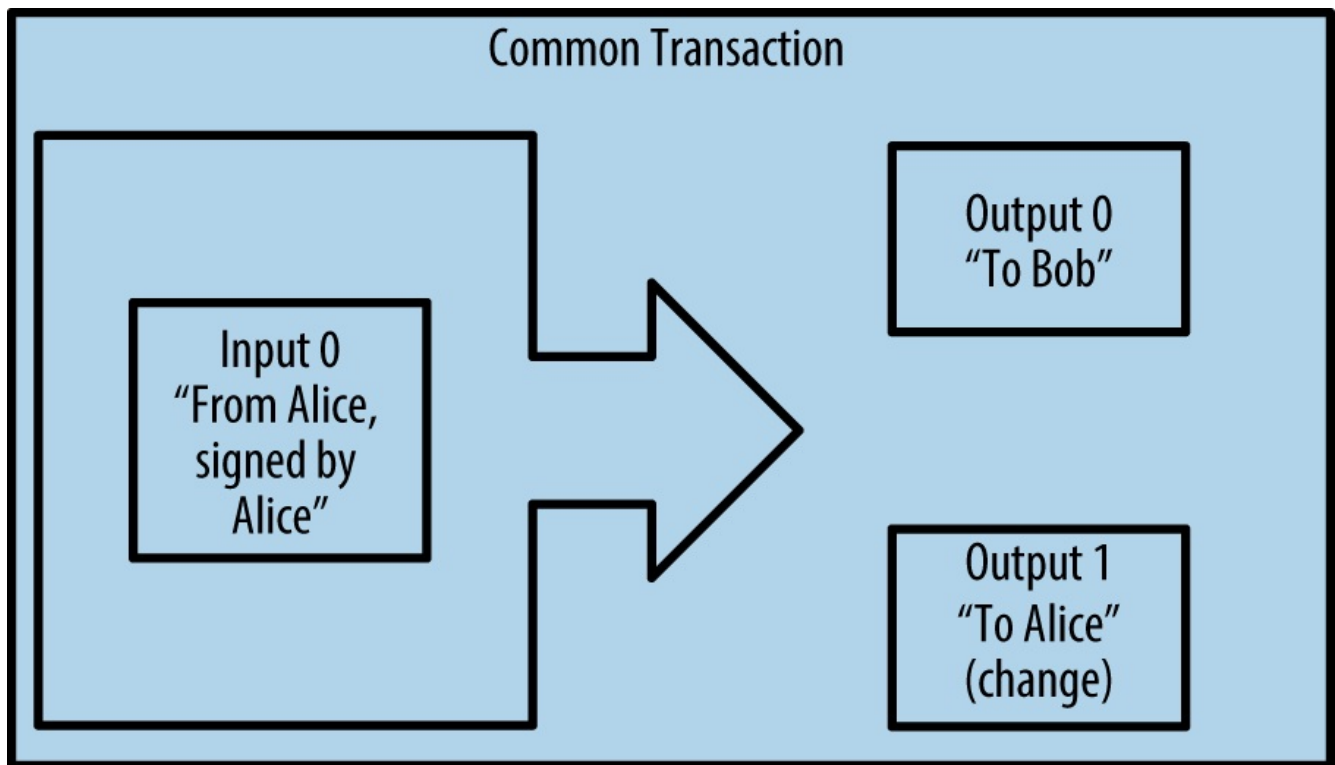 Common Transaction
Input 0
“From Alice,
signed by
Alice”
Output 0
“To Bob”
Output 1
“To Alice”
(change)